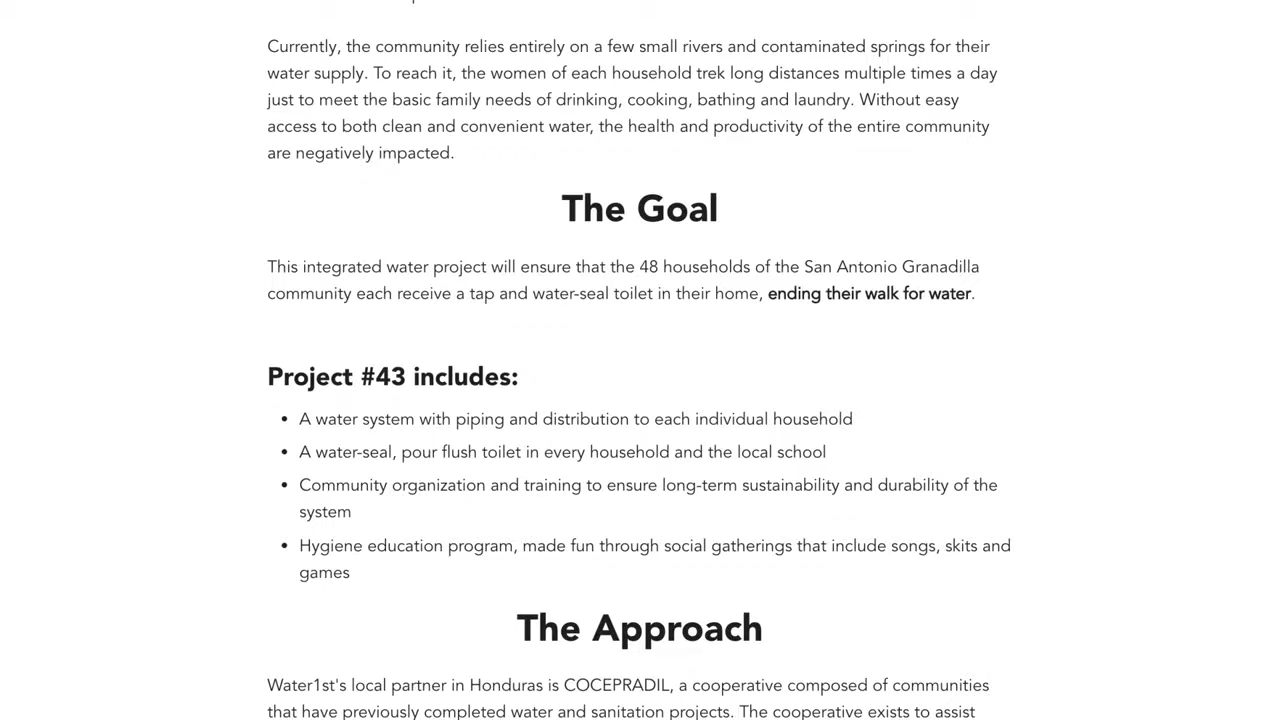 Currently, the community relies entirely on a few small rivers and contaminated springs for their
water supply. To reach it, the women of each household trek long distances multiple times a day
just to meet the basic family needs of drinking, cooking, bathing and laundry. Without easy
access to both clean and convenient water, the health and productivity of the entire community
are negatively impacted.
The Goal
This integrated water project will ensure that the 48 households of the San Antonio Granadilla
community each receive a tap and water-seal toilet in their home, ending their walk for water.
Project #43 includes:
• A water system with piping and distribution to each individual household
• A water-seal, pour flush toilet in every household and the local school
• Community organization and training to ensure long-term sustainability and durability of the
system
• Hygiene education program, made fun through social gatherings that include songs, skits and
games
The Approach
Water1st's local partner in Honduras is COCEPRADIL, a cooperative composed of communities
that have previously completed water and sanitation projects. The cooperative exists to assist